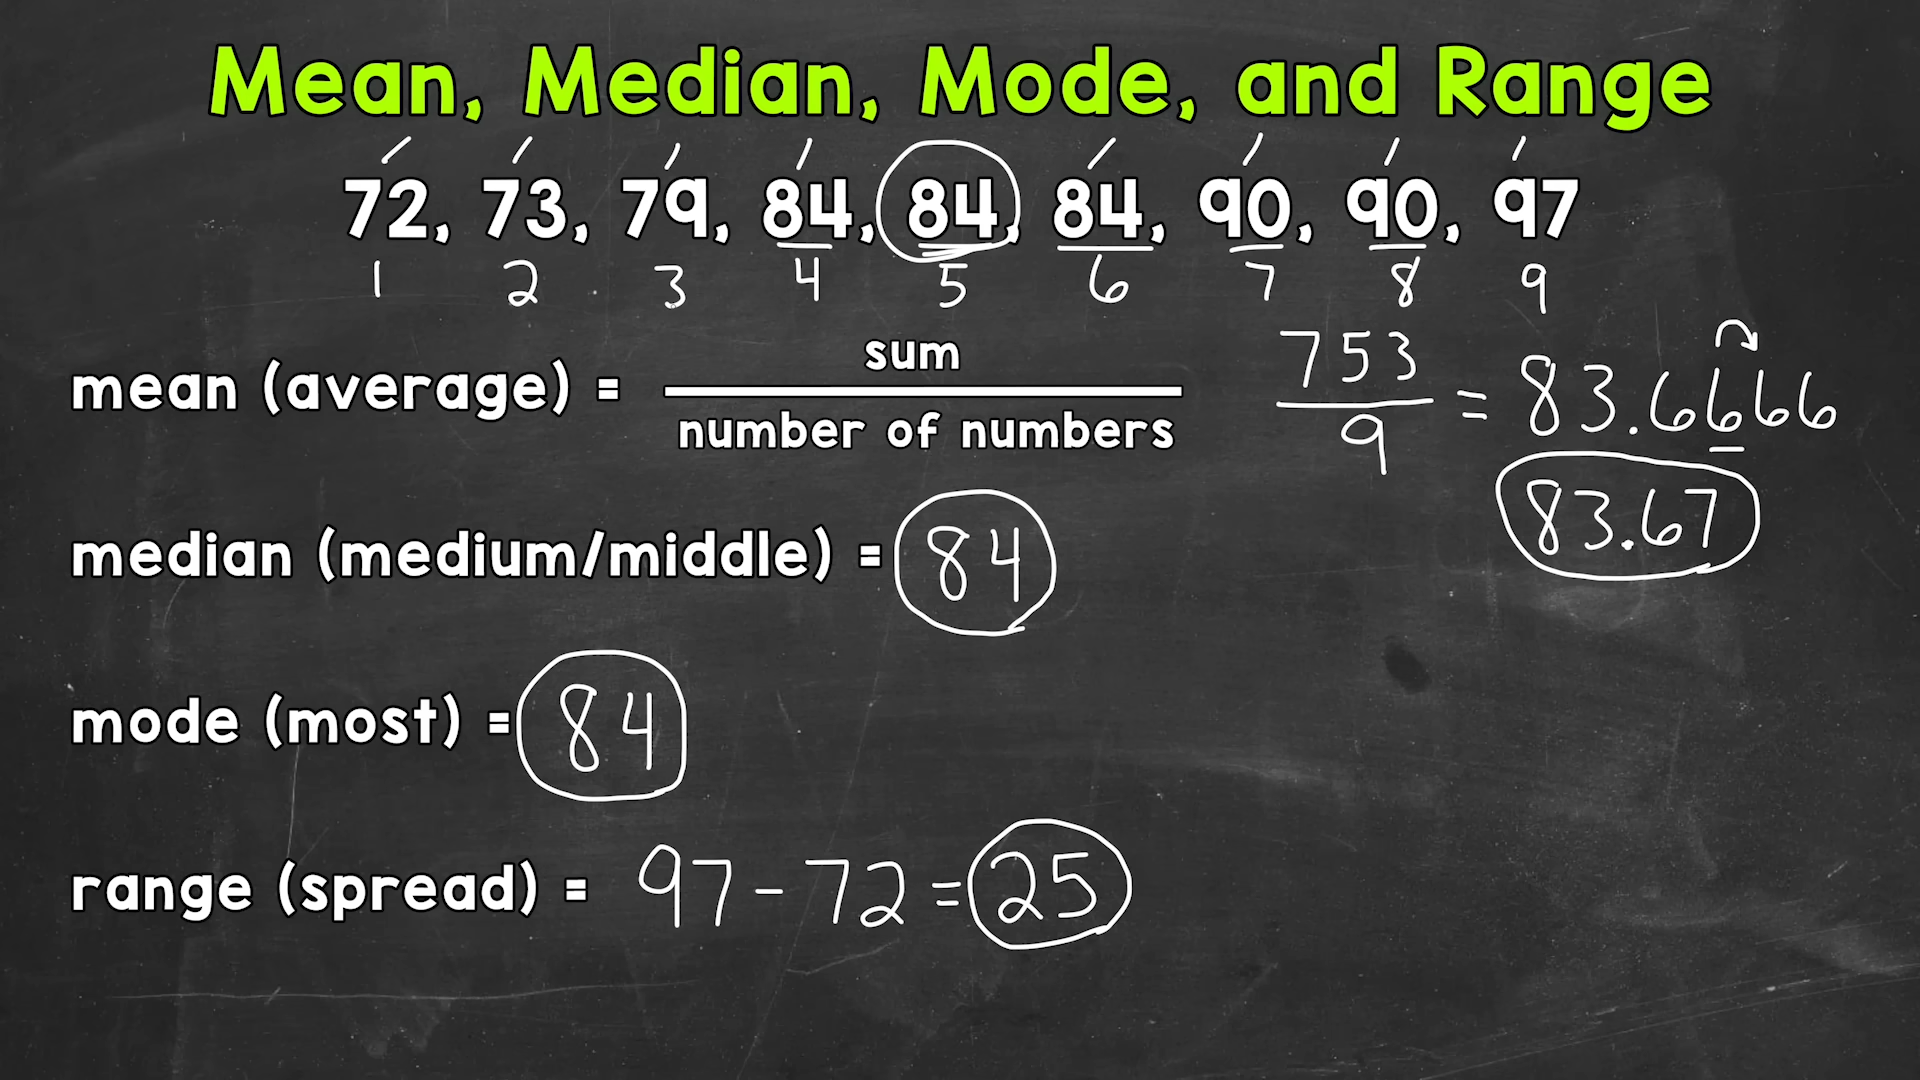 Mean, Median, Mode, and Range
72, 73, 79, 84, 84, 84, 90, 90, 97
1 2 3 4 5 6 7 8 9
mean (average) = sum
number of numbers
753
9
= 83.6666
83.67
median (medium/middle) = 84
mode (most) = 84
range (spread) = 97-72=25